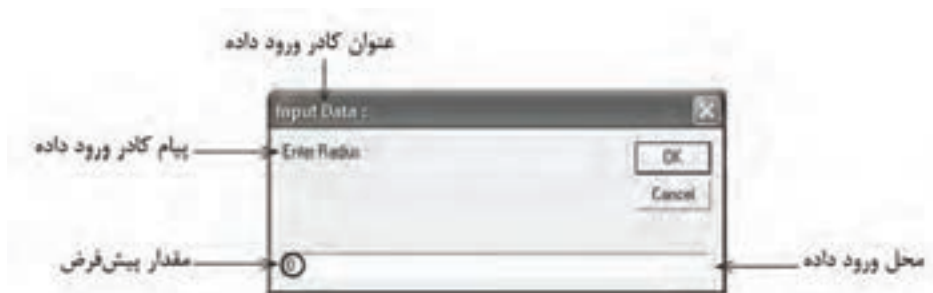 عنوان کادر ورود داده
Input Data :
پیام کادر ورود داده
Enter Radius
OK
Cancel
مقدار پیش‌فرض
0
محل ورود داده